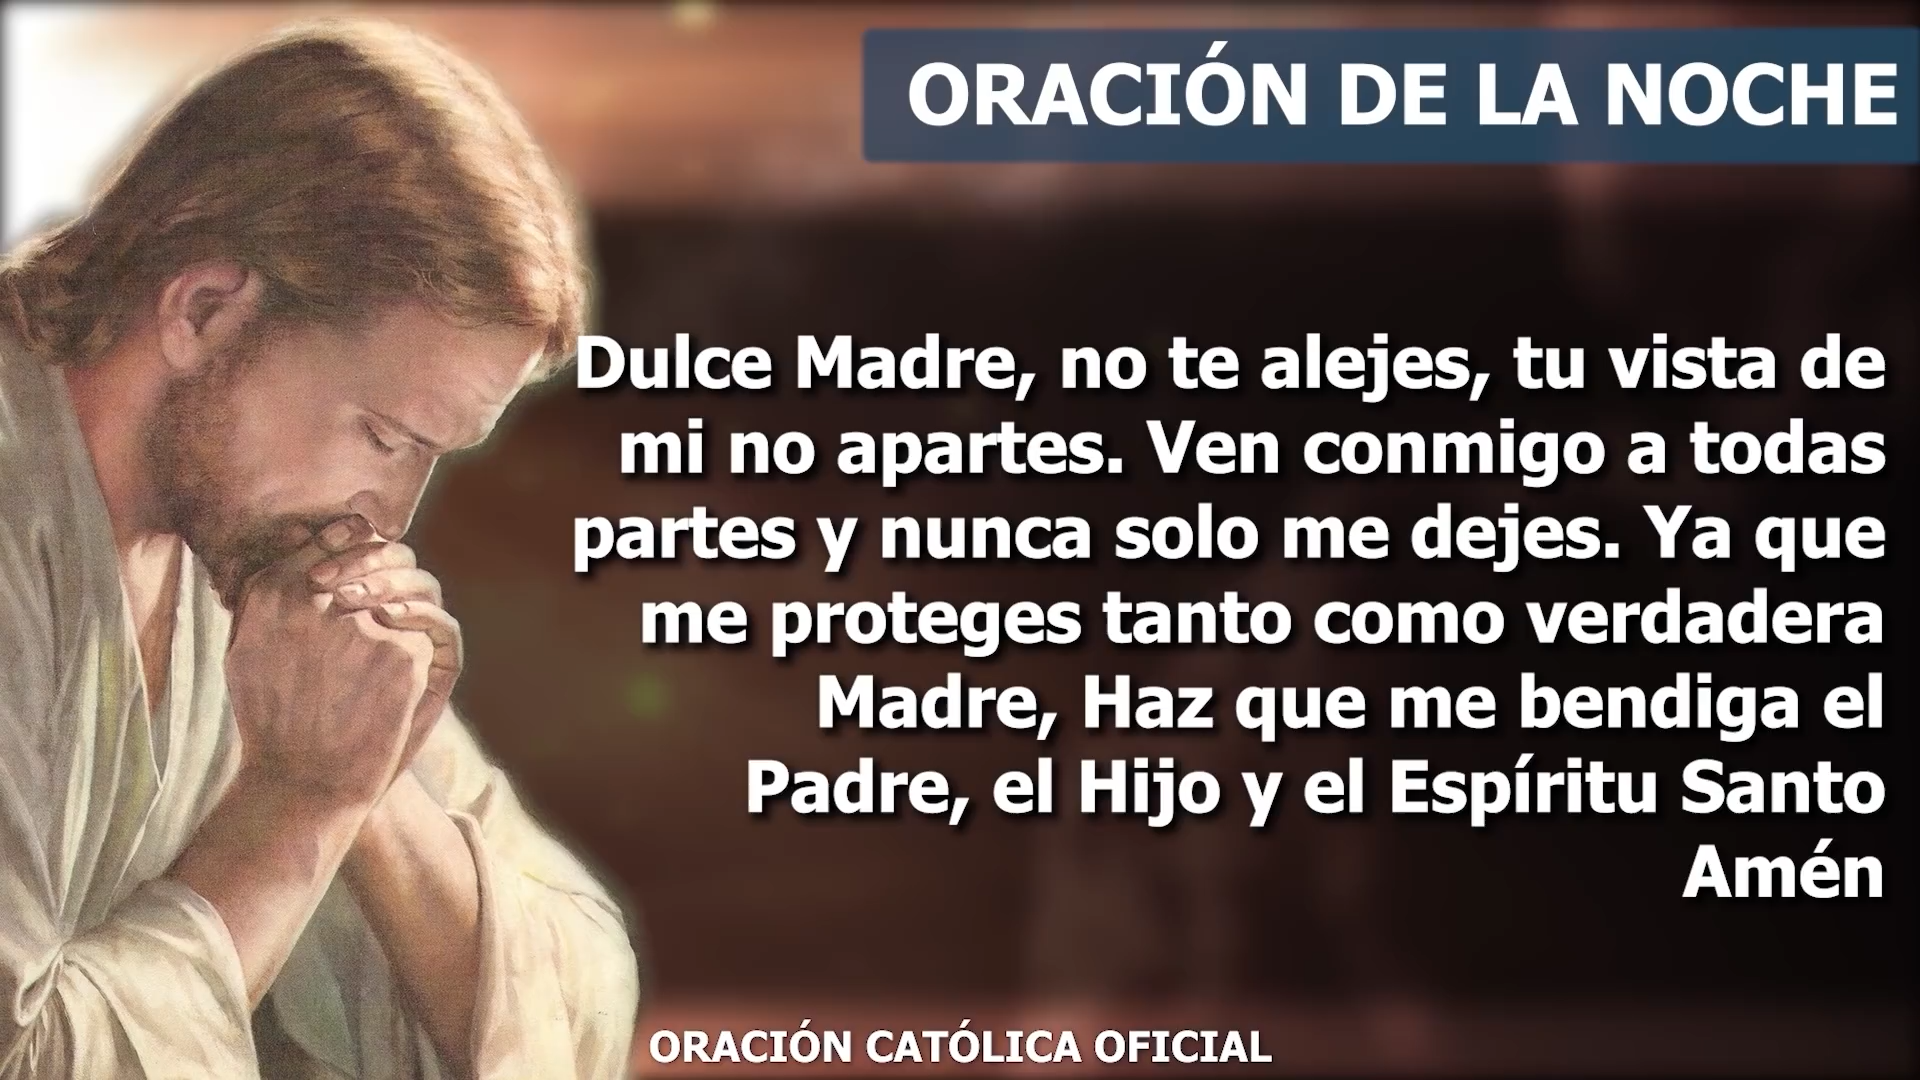 ORACIÓN DE LA NOCHE
Dulce Madre, no te alejes, tu vista de
mi no apartes. Ven conmigo a todas
partes y nunca solo me dejes. Ya que
me proteges tanto como verdadera
Madre, Haz que me bendiga el
Padre, el Hijo y el Espíritu Santo
Amén
ORACIÓN CATÓLICA OFICIAL